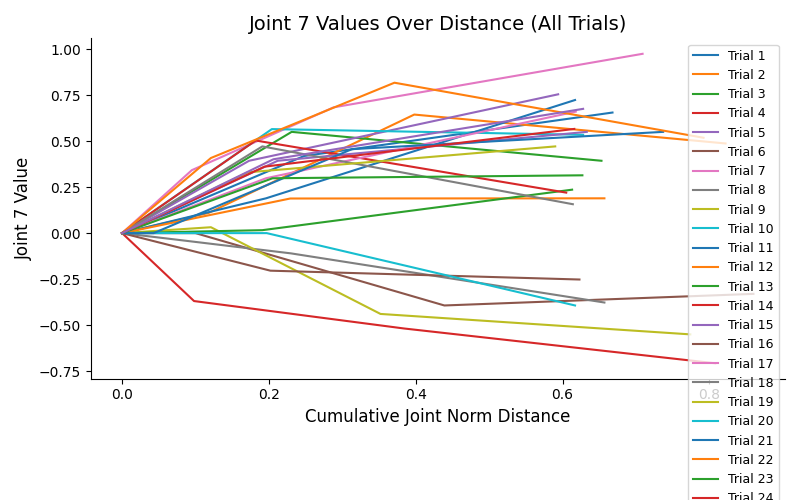 Joint 7 Values Over Distance (All Trials)
1.00
0.75
0.50
0.25
0.00
−0.25
−0.50
−0.75
Joint 7 Value
0.0
0.2
0.4
0.6
0.8
Cumulative Joint Norm Distance
Trial 1
Trial 2
Trial 3
Trial 4
Trial 5
Trial 6
Trial 7
Trial 8
Trial 9
Trial 10
Trial 11
Trial 12
Trial 13
Trial 14
Trial 15
Trial 16
Trial 17
Trial 18
Trial 19
Trial 20
Trial 21
Trial 22
Trial 23
Trial 24